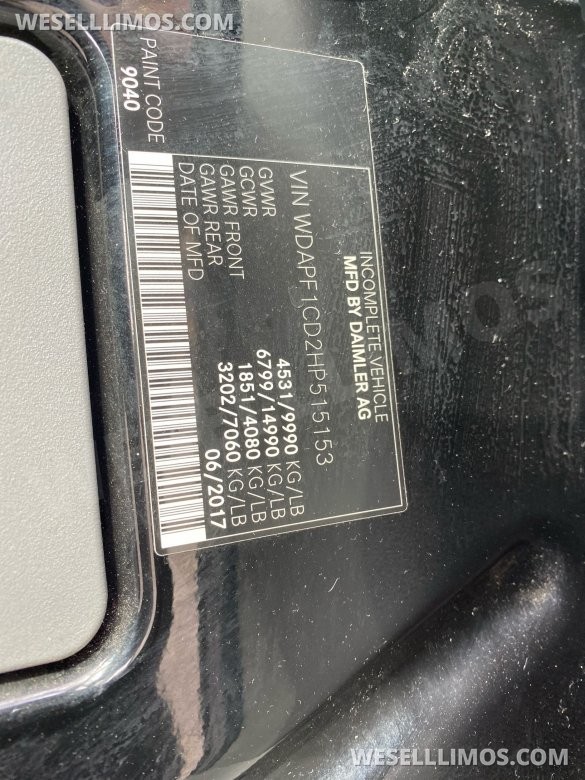 WESELLLIMOS.COM
WESELLLIMOS.COM
INCOMPLETE VEHICLE
MFD BY DAIMLER AG
VIN WDAPF1CD2HP515153
GVWR 4531/9990 KG/LB
GCWR 6799/14990 KG/LB
GAWR FRONT 1851/4080 KG/LB
GAWR REAR 3202/7060 KG/LB
DATE OF MFD 06/2017
PAINT CODE
9040
WESELLLIMOS.COM